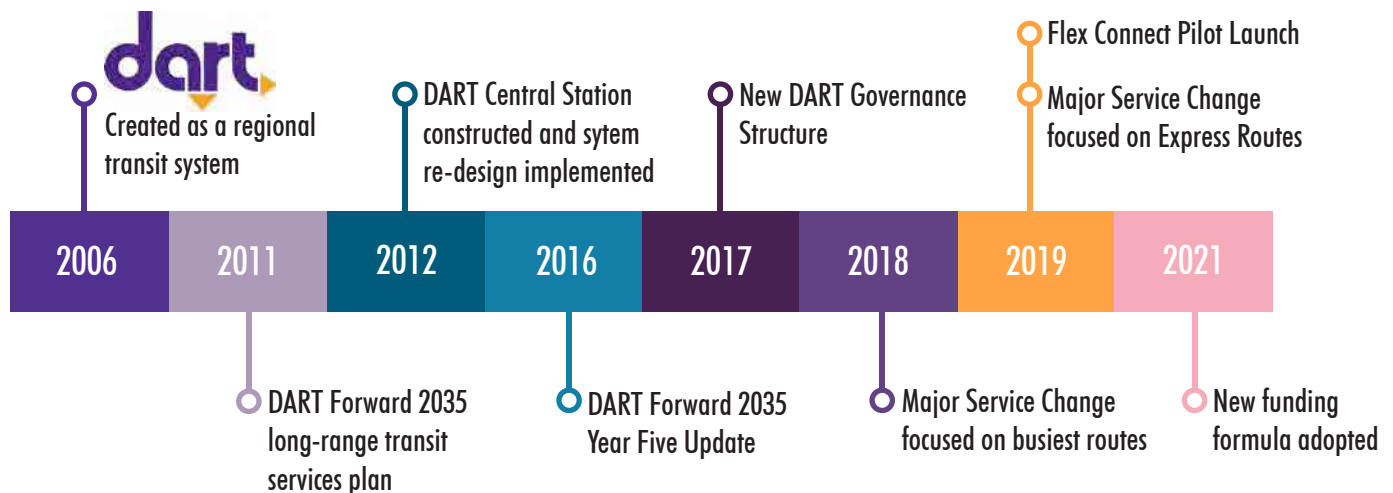 dart
Created as a regional
transit system
DART Central Station
constructed and sytem
re-design implemented
New DART Governance
Structure
Flex Connect Pilot Launch
Major Service Change
focused on Express Routes
2006
2011
2012
2016
2017
2018
2019
2021
DART Forward 2035
long-range transit
services plan
DART Forward 2035
Year Five Update
Major Service Change
focused on busiest routes
New funding
formula adopted